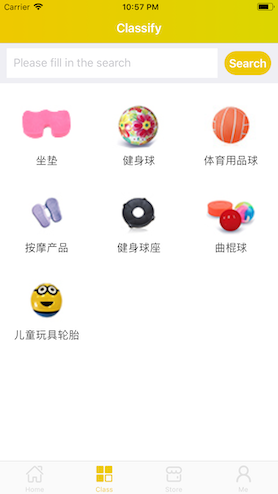 Carrier 10:57 PM
Classify
Please fill in the search Search
坐垫 健身球 体育用品球
按摩产品 健身球座 曲棍球
儿童玩具轮胎
Home Class Store Me